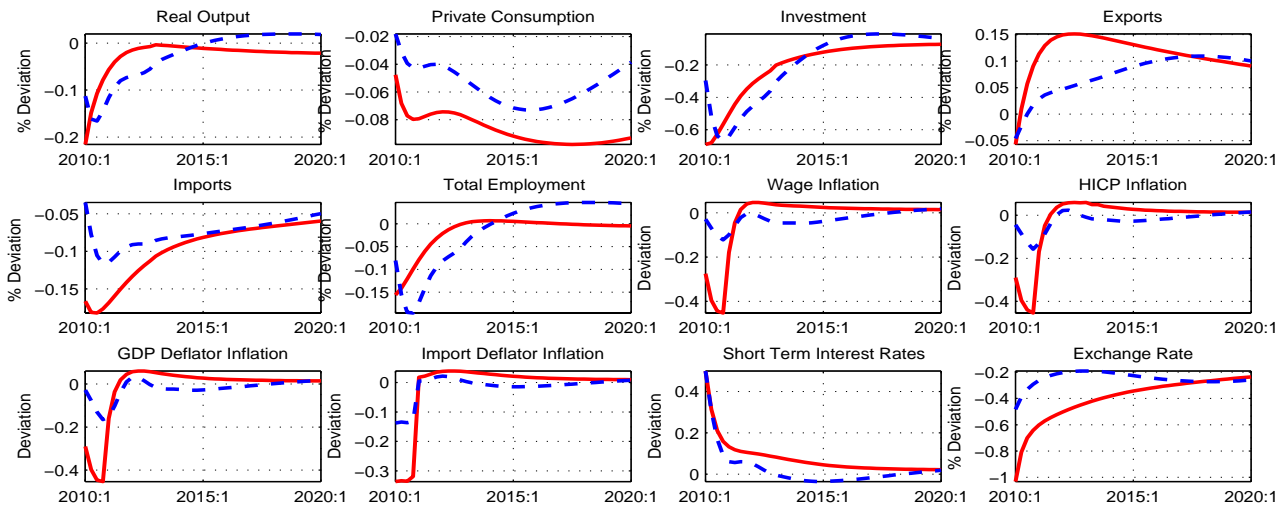 Real Output
Private Consumption
Investment
Exports
% Deviation
0
−0.1
−0.2
2010:1 2015:1 2020:1
% Deviation
−0.02
−0.04
−0.06
−0.08
2010:1 2015:1 2020:1
% Deviation
−0.2
−0.4
−0.6
2010:1 2015:1 2020:1
% Deviation
0.15
0.1
0.05
0
−0.05
2010:1 2015:1 2020:1
Imports
Total Employment
Wage Inflation
HICP Inflation
% Deviation
−0.05
−0.1
−0.15
2010:1 2015:1 2020:1
% Deviation
0.05
0
−0.05
−0.1
−0.15
2010:1 2015:1 2020:1
Deviation
0
−0.2
−0.4
2010:1 2015:1 2020:1
Deviation
0
−0.2
−0.4
2010:1 2015:1 2020:1
GDP Deflator Inflation
Import Deflator Inflation
Short Term Interest Rates
Exchange Rate
Deviation
0
−0.2
−0.4
2010:1 2015:1 2020:1
Deviation
0
−0.1
−0.2
−0.3
2010:1 2015:1 2020:1
Deviation
0.4
0.2
0
2010:1 2015:1 2020:1
% Deviation
−0.2
−0.4
−0.6
−0.8
−1
2010:1 2015:1 2020:1